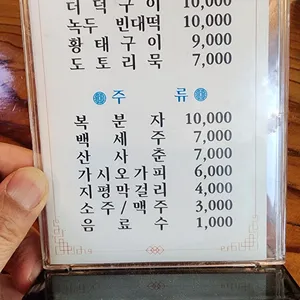 더덕구이 10,000
녹두 빈대떡 10,000
황태구이 9,000
도토리묵 7,000
주류
복분자 10,000
백세주 7,000
산사춘 7,000
가시오가피 6,000
지평막걸리 4,000
소주/맥주 3,000
음료수 1,000